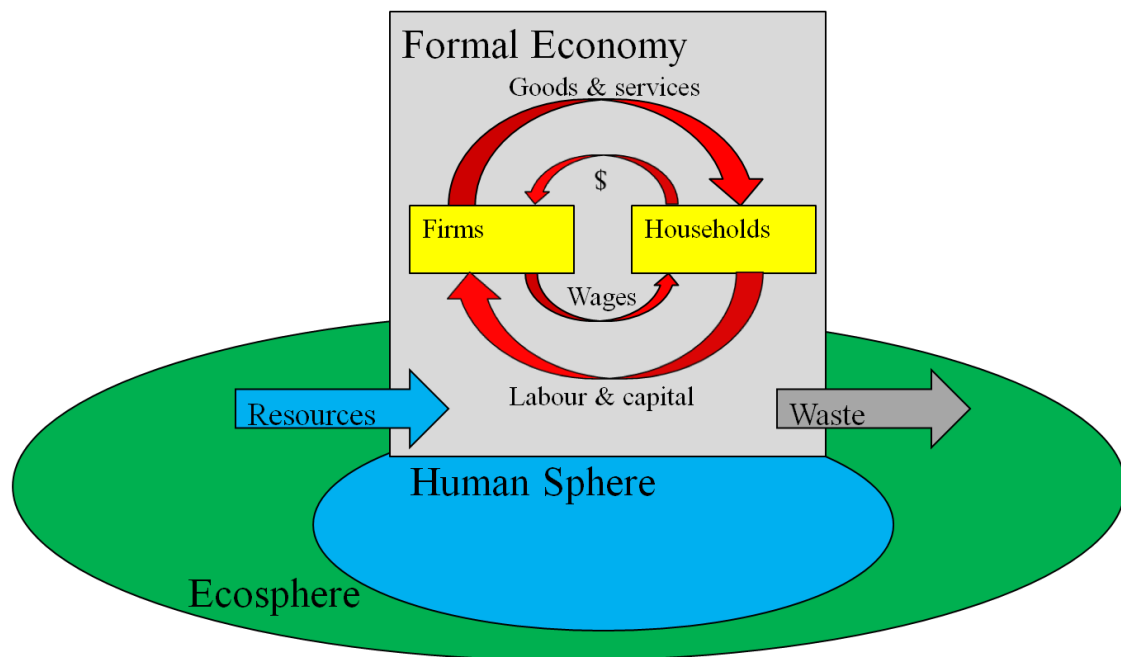 Formal Economy
Goods & services
$
Firms
Households
Wages
Labour & capital
Resources
Waste
Human Sphere
Ecosphere